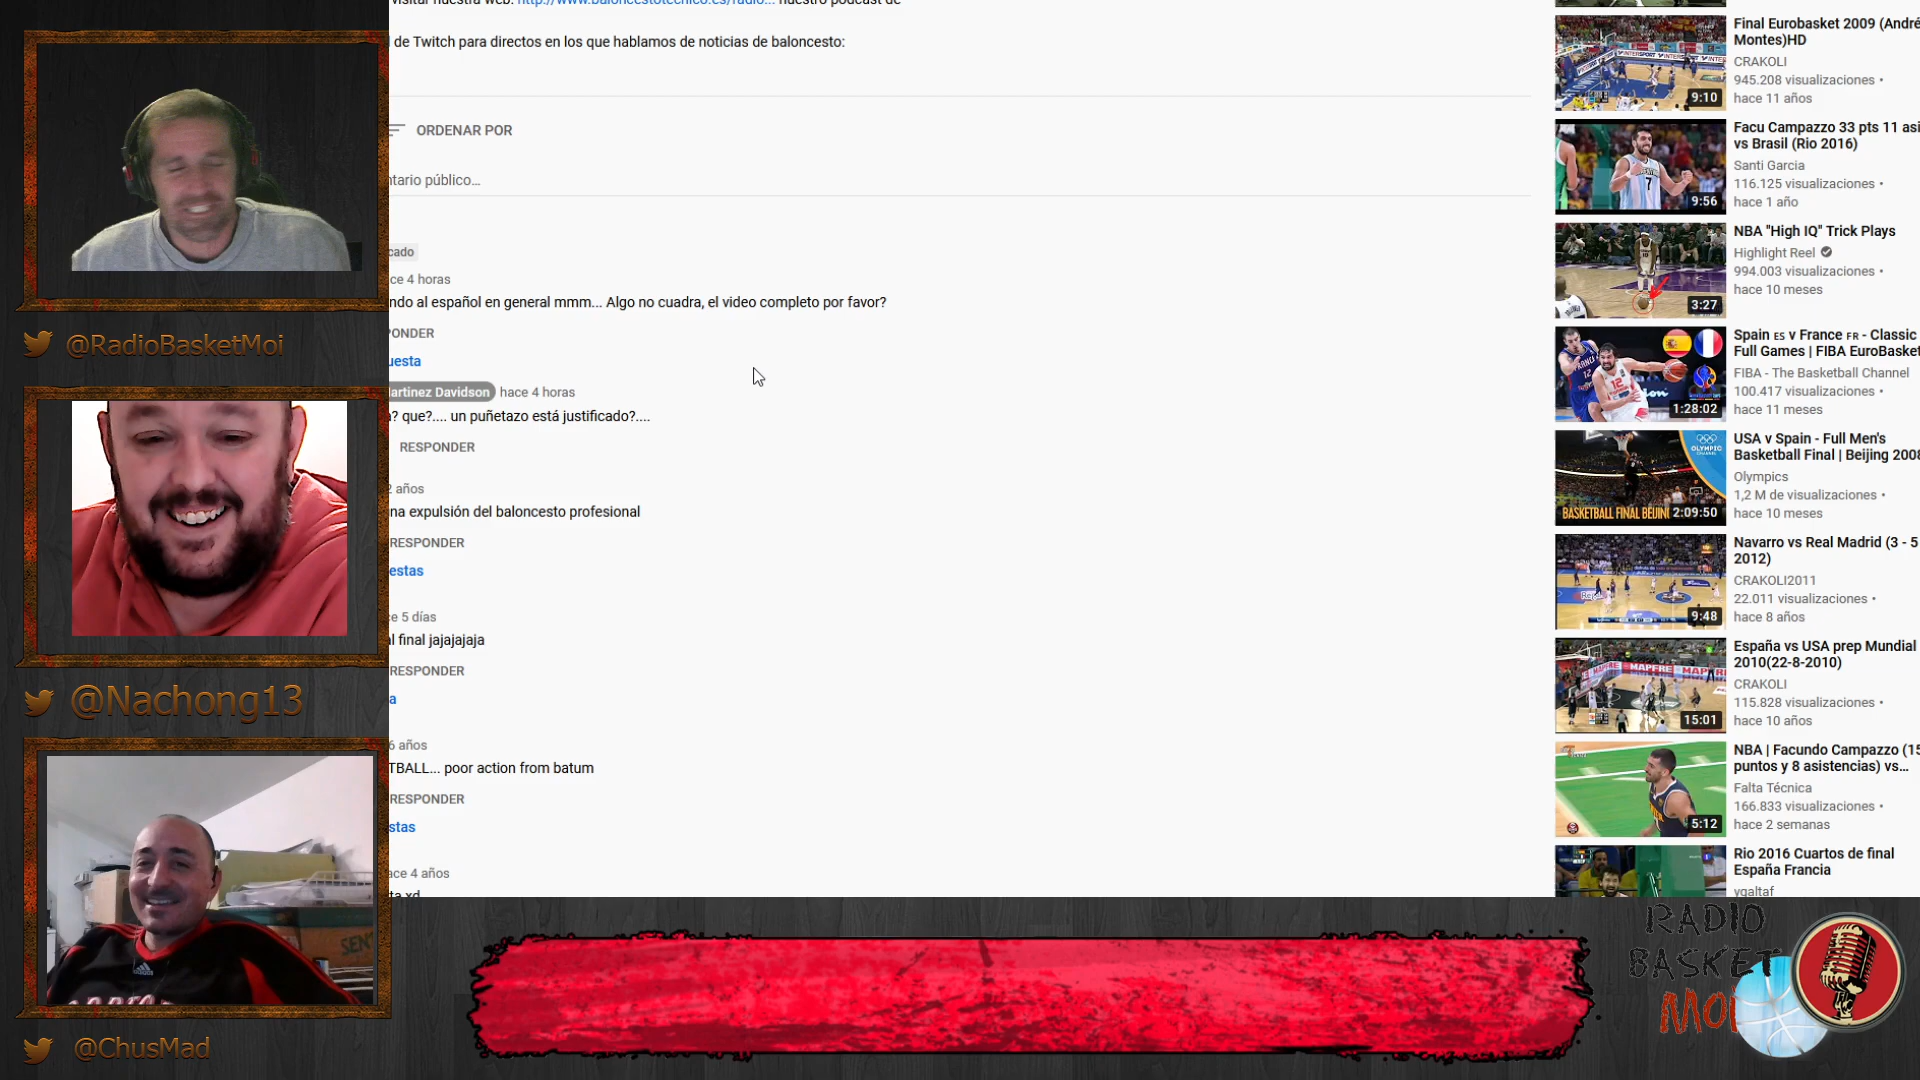 visitar nuestra web: http://www.baloncestotecnico.es/radio... nuestro podcast de
de Twitch para directos en los que hablamos de noticias de baloncesto:
ORDENAR POR
ntario público...
cado
ce 4 horas
ndo al español en general mmm... Algo no cuadra, el video completo por favor?
PONDER
uesta
Martinez Davidson hace 4 horas
? que?.... un puñetazo está justificado?....
RESPONDER
2 años
na expulsión del baloncesto profesional
RESPONDER
estas
ce 5 días
l final jajajajaja
RESPONDER
a
6 años
TBALL... poor action from batum
RESPONDER
stas
ace 4 años
ta xd
Final Eurobasket 2009 (André
Montes)HD
CRAKOLI
945.208 visualizaciones •
hace 11 años
9:10
Facu Campazzo 33 pts 11 asi
vs Brasil (Rio 2016)
Santi Garcia
116.125 visualizaciones •
hace 1 año
9:56
NBA "High IQ" Trick Plays
Highlight Reel
994.003 visualizaciones •
hace 10 meses
3:27
Spain ES v France FR - Classic
Full Games | FIBA EuroBasket
FIBA - The Basketball Channel
100.417 visualizaciones •
hace 11 meses
1:28:02
USA v Spain - Full Men's
Basketball Final | Beijing 2008
Olympics
1,2 M de visualizaciones •
hace 10 meses
OLYMPIC
CHANNEL
BASKETBALL FINAL BEIJIN
2:09:50
Navarro vs Real Madrid (3 - 5
2012)
CRAKOLI2011
22.011 visualizaciones •
hace 8 años
9:48
España vs USA prep Mundial
2010(22-8-2010)
CRAKOLI
115.828 visualizaciones •
hace 10 años
MAPFRE
15:01
NBA | Facundo Campazzo (15
puntos y 8 asistencias) vs...
Falta Técnica
166.833 visualizaciones •
hace 2 semanas
5:12
Rio 2016 Cuartos de final
España Francia
vgaltaf
@RadioBasketMoi
@Nachong13
@ChusMad
RADIO
BASKET
MOi